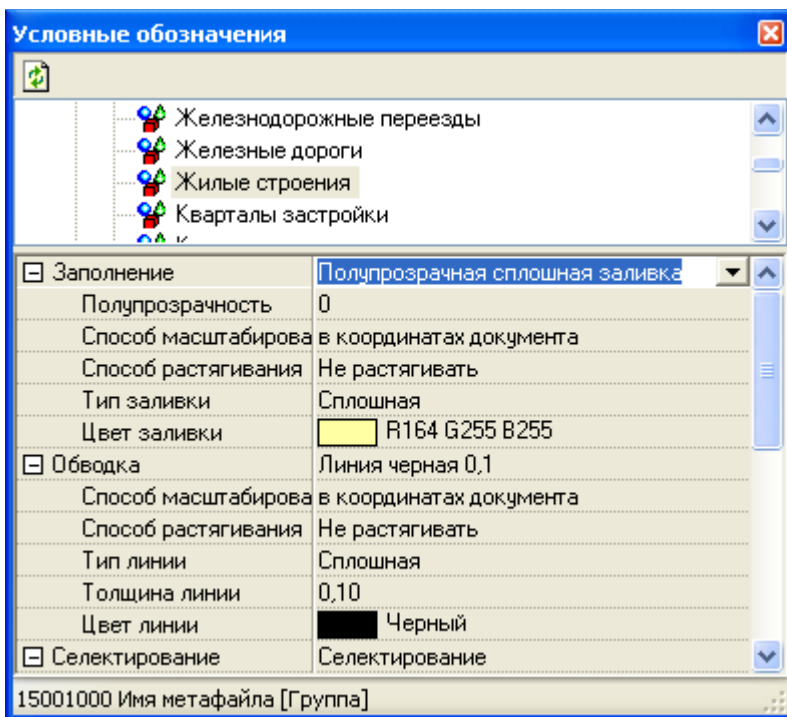 Условные обозначения
Железнодорожные переезды
Железные дороги
Жилые строения
Кварталы застройки
Заполнение Полупрозрачная сплошная заливка
Полупрозрачность 0
Способ масштабирова в координатах документа
Способ растягивания Не растягивать
Тип заливки Сплошная
Цвет заливки R164 G255 B255
Обводка Линия черная 0,1
Способ масштабирова в координатах документа
Способ растягивания Не растягивать
Тип линии Сплошная
Толщина линии 0,10
Цвет линии Черный
Селектирование Селектирование
15001000 Имя метафайла [Группа]